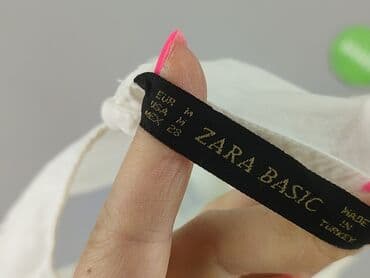 EUR M
USA M
MEX 28
ZARA BASIC
MADE
IN
TURKEY